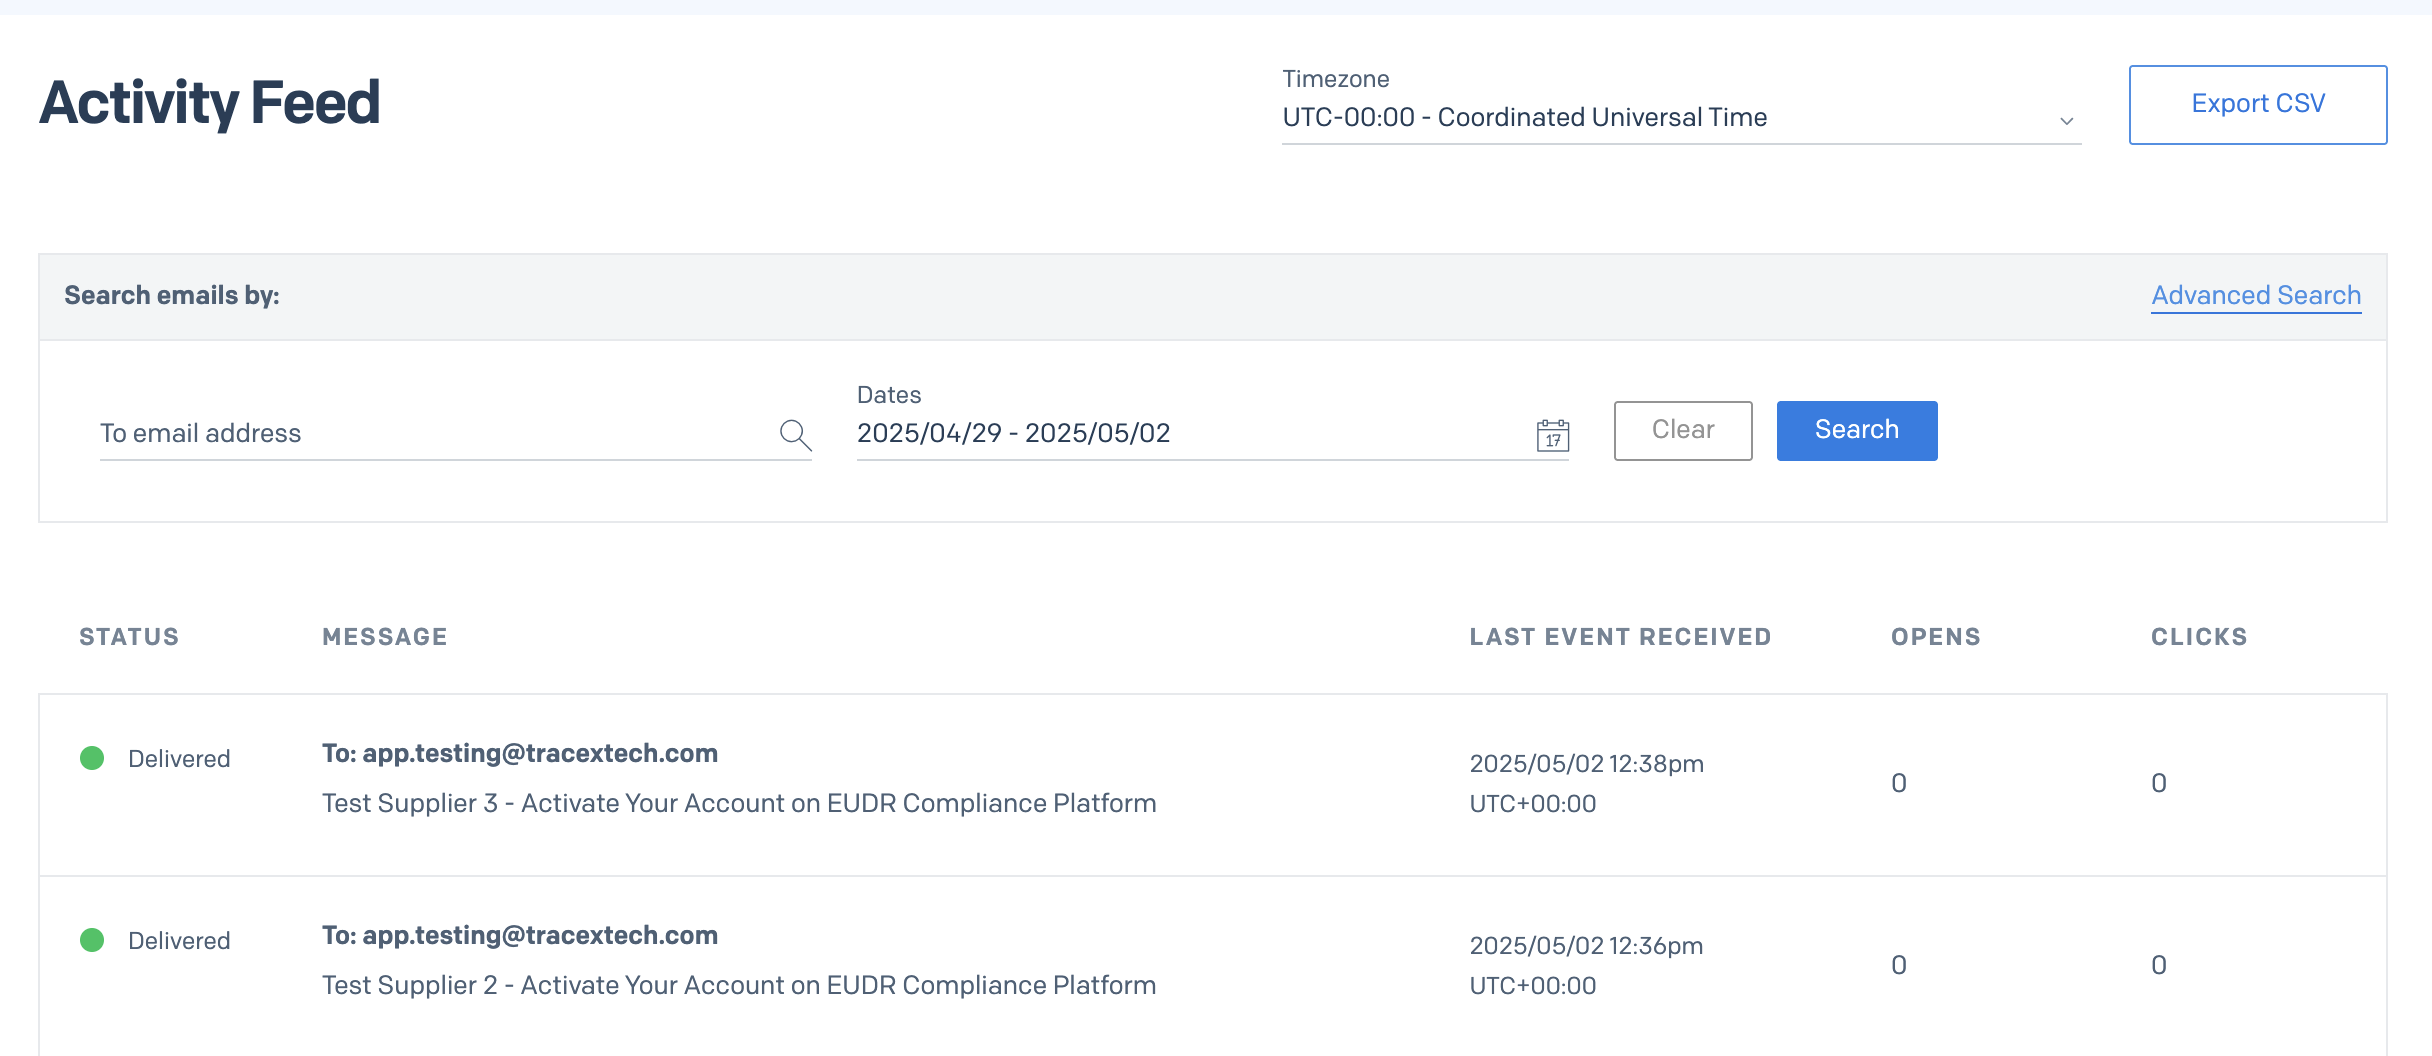 Activity Feed
Timezone
UTC-00:00 - Coordinated Universal Time
Export CSV
Search emails by:
Advanced Search
To email address
Dates
2025/04/29 - 2025/05/02
17
Clear
Search
STATUS
MESSAGE
LAST EVENT RECEIVED
OPENS
CLICKS
Delivered
To: app.testing@tracextech.com
Test Supplier 3 - Activate Your Account on EUDR Compliance Platform
2025/05/02 12:38pm
UTC+00:00
0
0
Delivered
To: app.testing@tracextech.com
Test Supplier 2 - Activate Your Account on EUDR Compliance Platform
2025/05/02 12:36pm
UTC+00:00
0
0